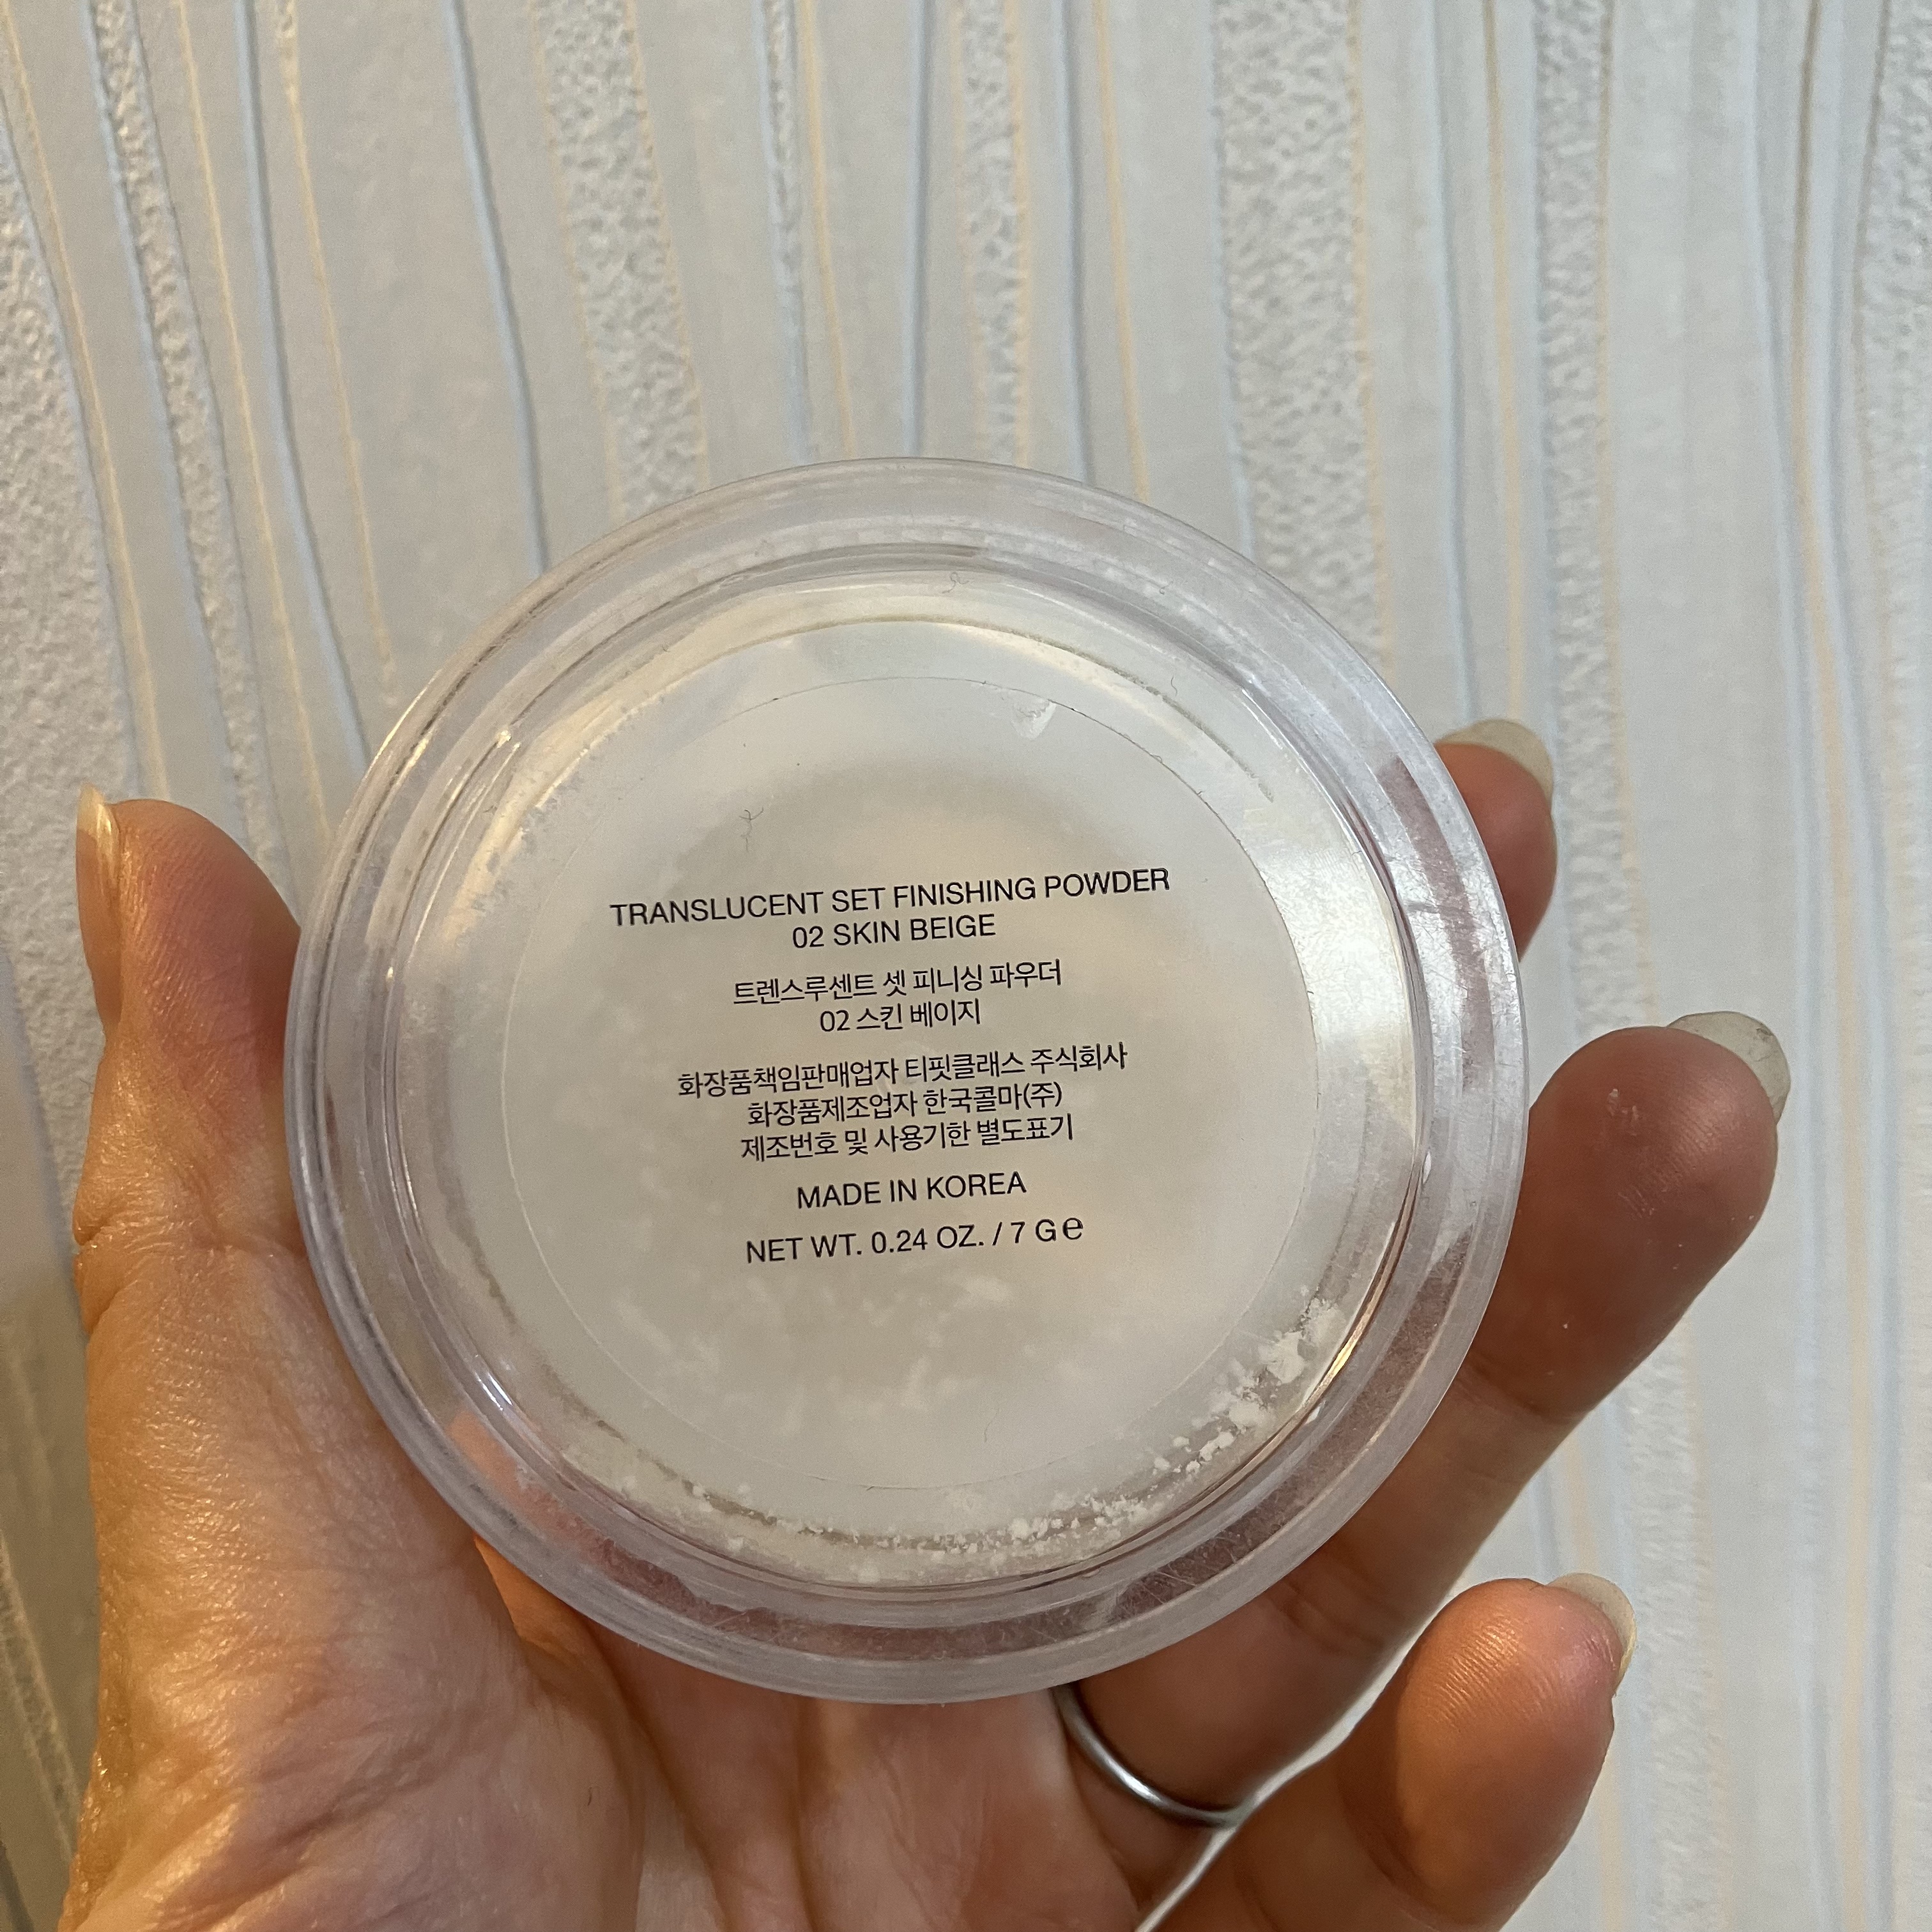 TRANSLUCENT SET FINISHING POWDER
02 SKIN BEIGE
트렌스루센트 셋 피니싱 파우더
02 스킨 베이지
화장품책임판매업자 티핏클래스 주식회사
화장품제조업자 한국콜마(주)
제조번호 및 사용기한 별도표기
MADE IN KOREA
NET WT. 0.24 OZ. / 7 G ℮